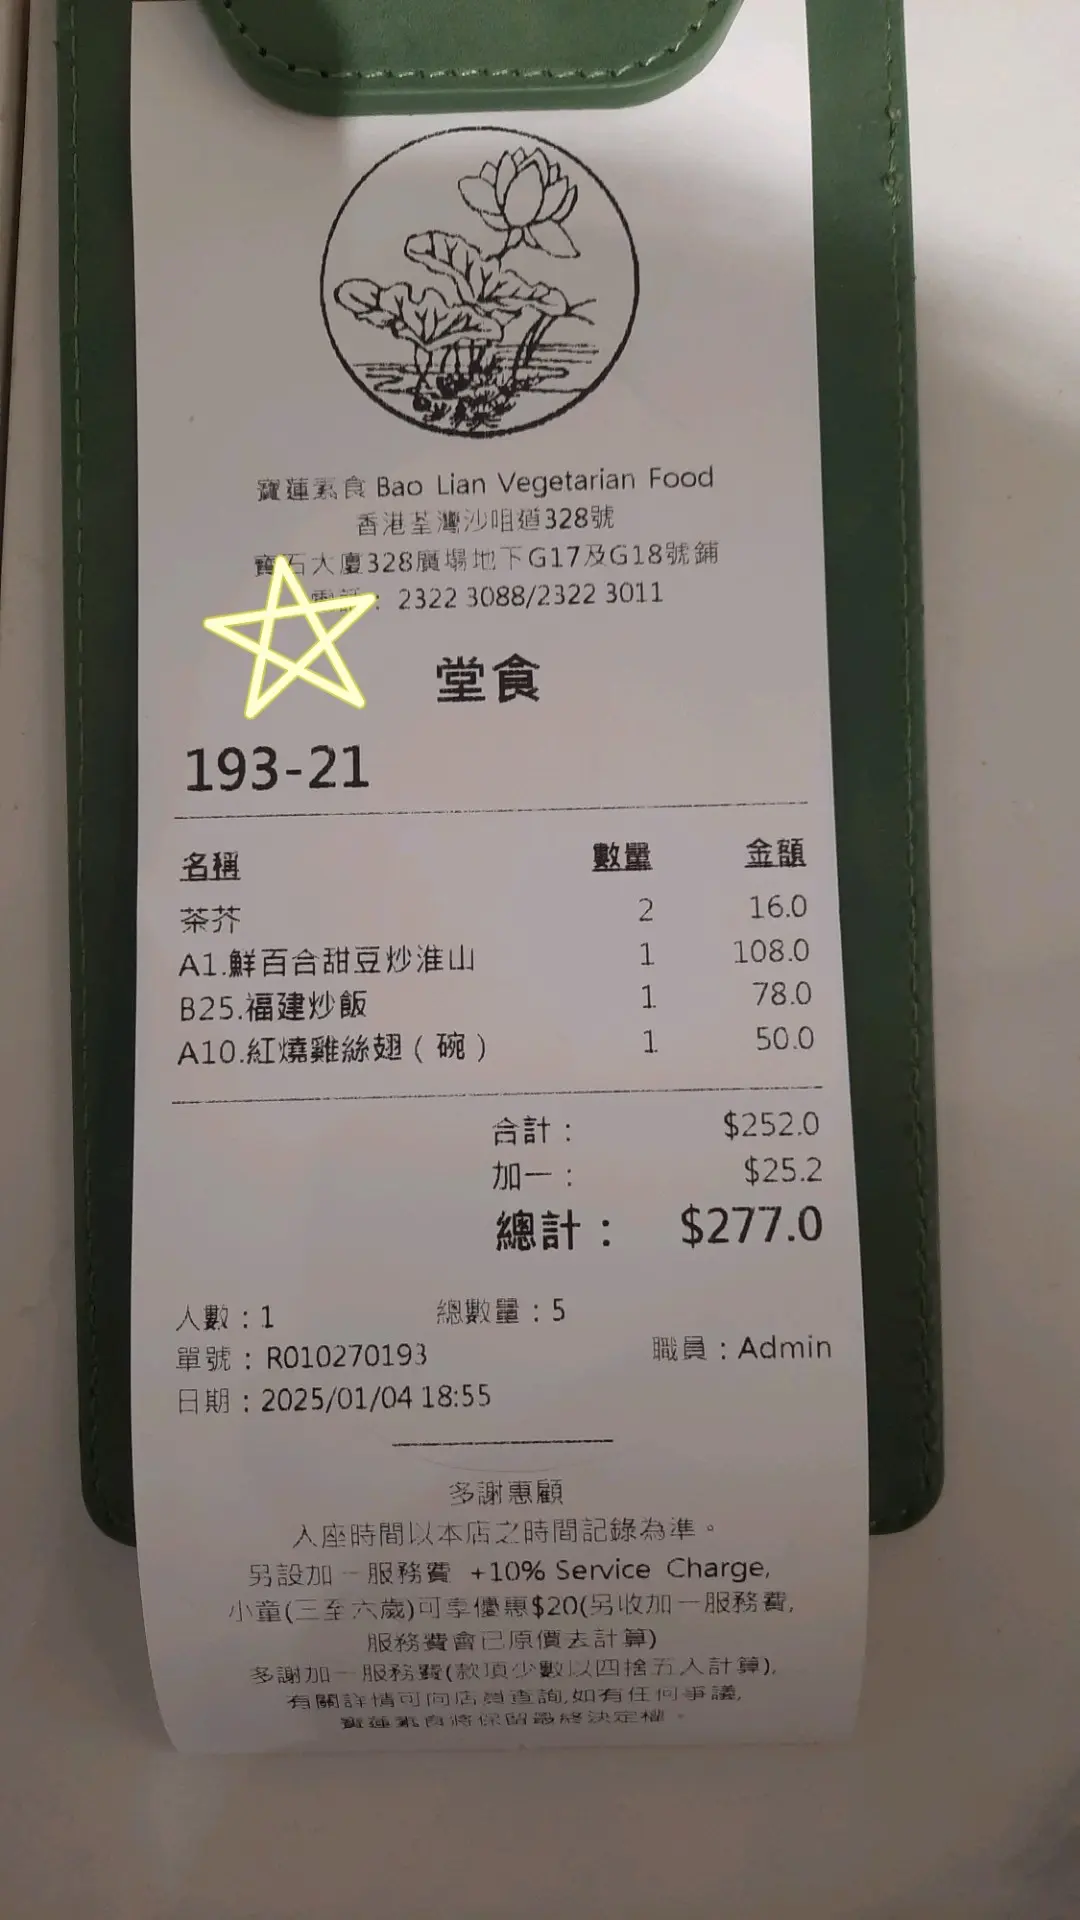 寶蓮素食 Bao Lian Vegetarian Food
香港荃灣沙咀道328號
寶石大廈328廣場地下G17及G18號鋪
電話：2322 3088/2322 3011
堂食
193-21
名稱 數量 金額
茶芥 2 16.0
A1.鮮百合甜豆炒淮山 1 108.0
B25.福建炒飯 1 78.0
A10.紅燒雞絲翅（碗） 1 50.0
合計： $252.0
加一： $25.2
總計： $277.0
人數：1 總數量：5
單號：R010270193 職員：Admin
日期：2025/01/04 18:55
多謝惠顧
入座時間以本店之時間記錄為準。
另設加一服務費 +10% Service Charge,
小童(三至六歲)可享優惠$20(另收加一服務費,
服務費會已原價去計算)
多謝加一服務費(款項少數以四捨五入計算),
有關詳情可向店員查詢,如有任何爭議,
寶蓮素食將保留最終決定權。